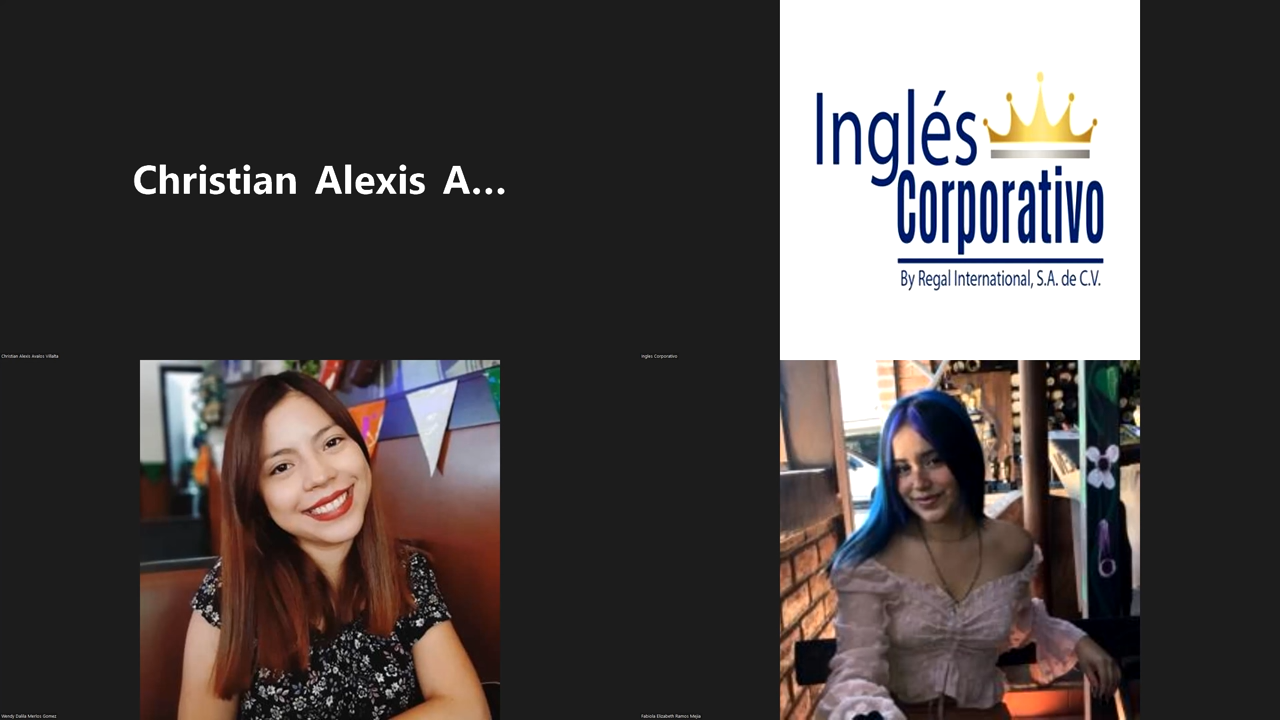 Christian Alexis A...
Inglés
Corporativo
By Regal International, S.A. de C.V.
Christian Alexis Avalos Villalta
Ingles Corporativo
Wendy Dalila Merlos Gomez
Fabiola Elizabeth Ramos Mejia